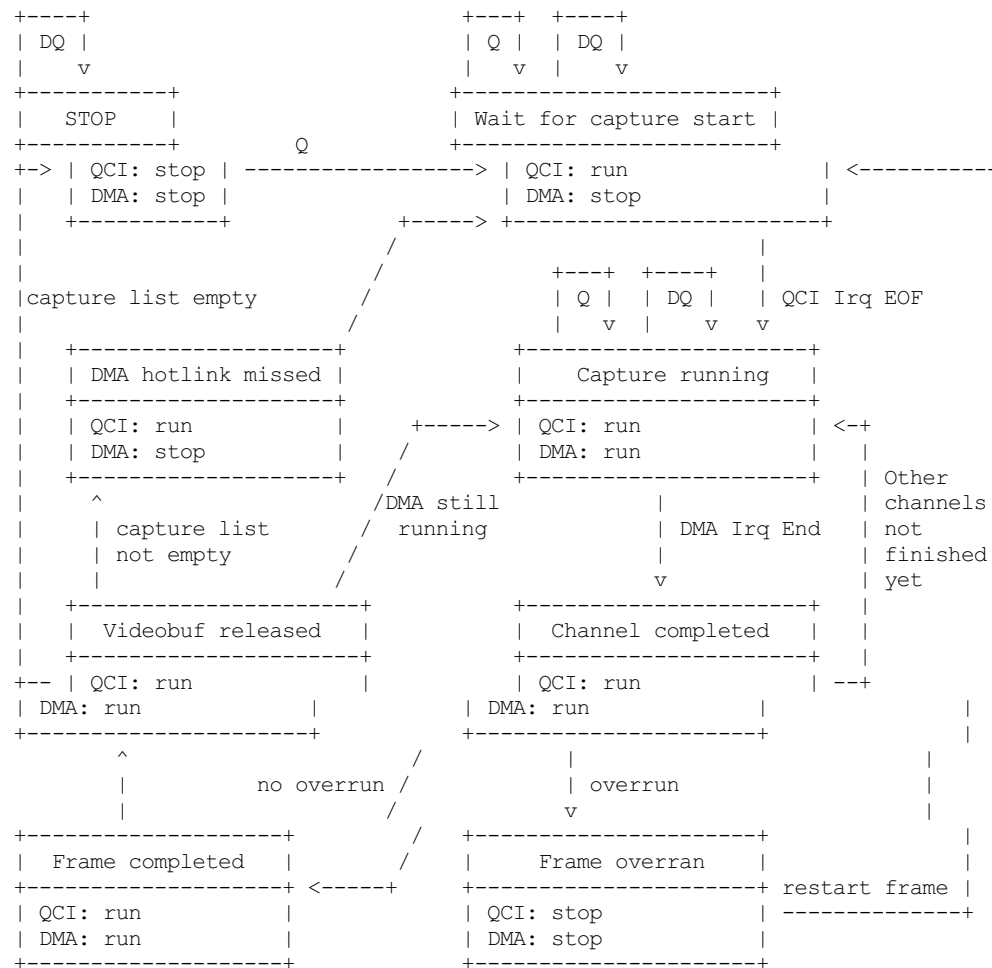 +----+                             +---+  +----+
| DQ |                             | Q |  | DQ |
|    v                             |   v  |    v
+-----------+                     +------------------------+
|   STOP    |                     | Wait for capture start |
+-----------+         Q           +------------------------+
+-> | QCI: stop | ------------------> | QCI: run               | <------------
|   | DMA: stop |                     | DMA: stop              |
|   +-----------+             +-----> +------------------------+
|                            /                            |
|                           /             +---+  +----+   |
|capture list empty        /              | Q |  | DQ |   | QCI Irq EOF
|                         /               |   v  |    v   v
|   +--------------------+             +----------------------+
|   | DMA hotlink missed |             |    Capture running   |
|   +--------------------+             +----------------------+
|   | QCI: run           |     +-----> | QCI: run             | <-+
|   | DMA: stop          |    /        | DMA: run             |   |
|   +--------------------+   /         +----------------------+   | Other
|     ^                     /DMA still            |               | channels
|     | capture list       /  running             | DMA Irq End   | not
|     | not empty         /                       |               | finished
|     |                  /                        v               | yet
|   +----------------------+           +----------------------+   |
|   |  Videobuf released   |           |  Channel completed   |   |
|   +----------------------+           +----------------------+   |
+-- | QCI: run             |           | QCI: run             | --+
| DMA: run             |           | DMA: run             |               |
+----------------------+           +----------------------+               |
^                      /           |                           |
|          no overrun /            | overrun                   |
|                    /             v                           |
+--------------------+         /   +----------------------+                |
|  Frame completed   |        /    |     Frame overran    |                |
+--------------------+ <-----+     +----------------------+ restart frame |
| QCI: run           |             | QCI: stop            | --------------+
| DMA: run           |             | DMA: stop            |
+--------------------+             +----------------------+